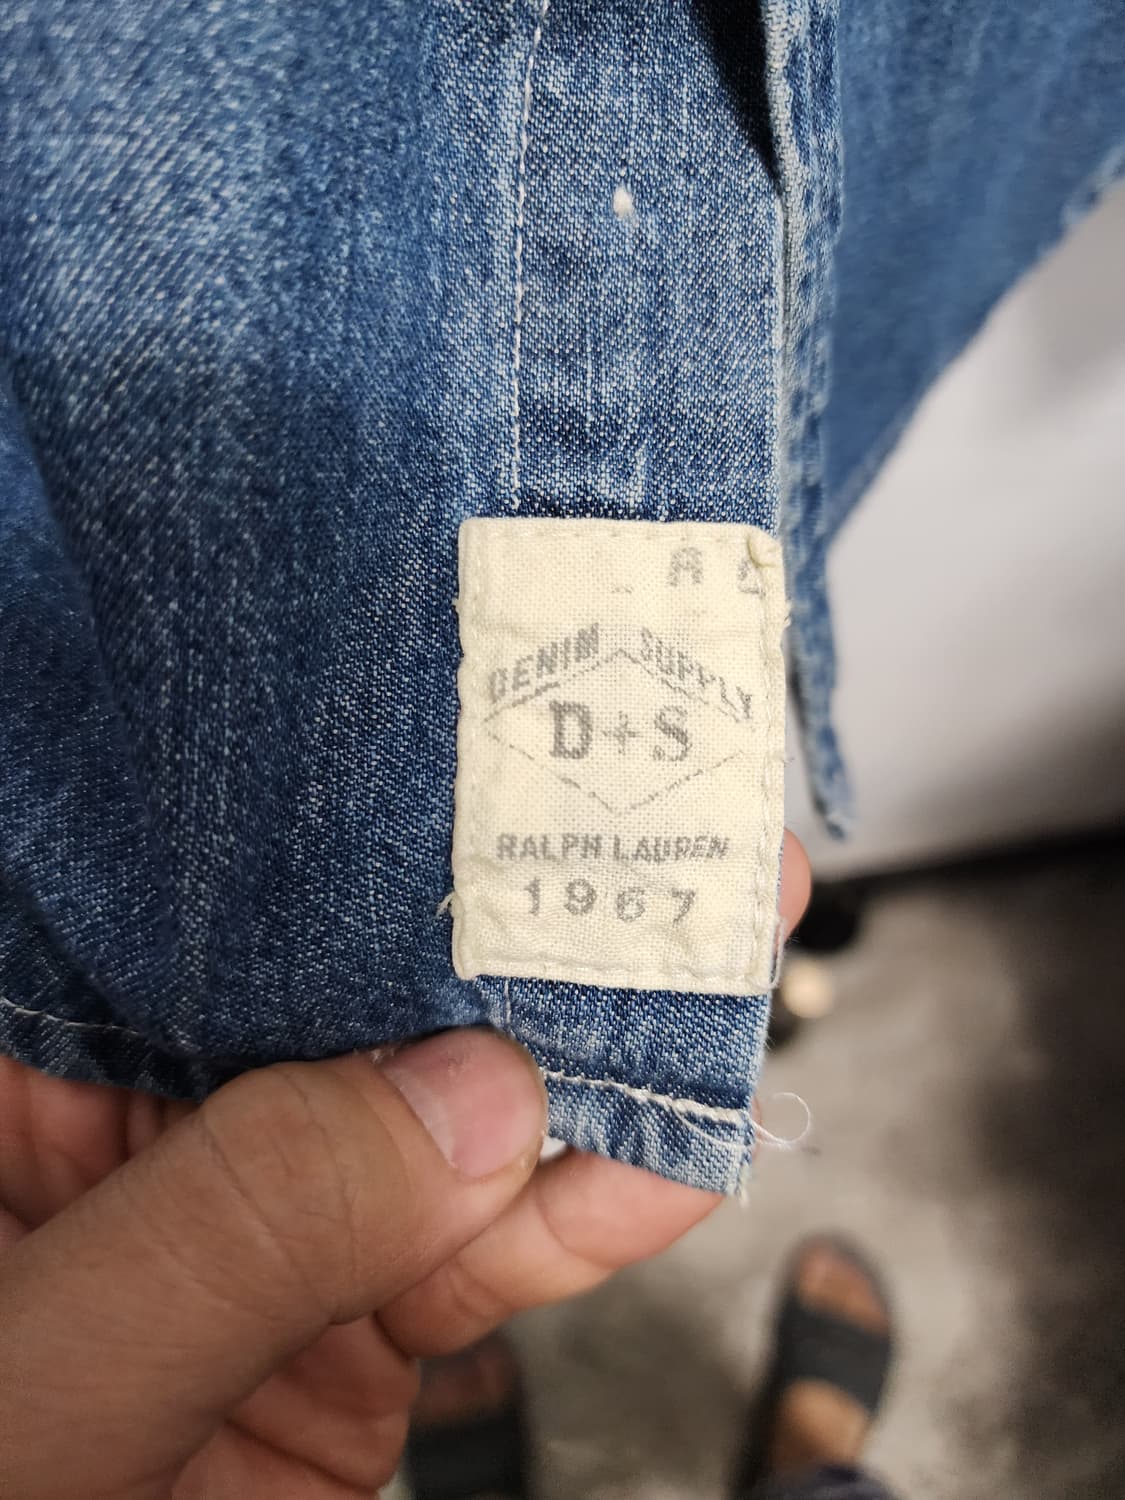 A
DENIM SUPPLY
D+S
RALPH LAUREN
1967